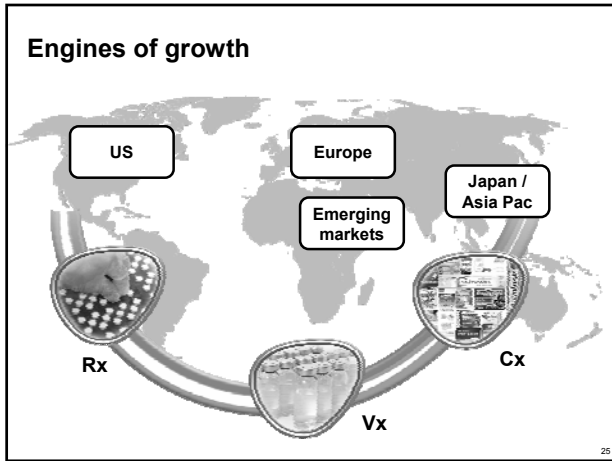 Engines of growth
US
Europe
Japan /
Asia Pac
Emerging
markets
Rx
Cx
Vx
25